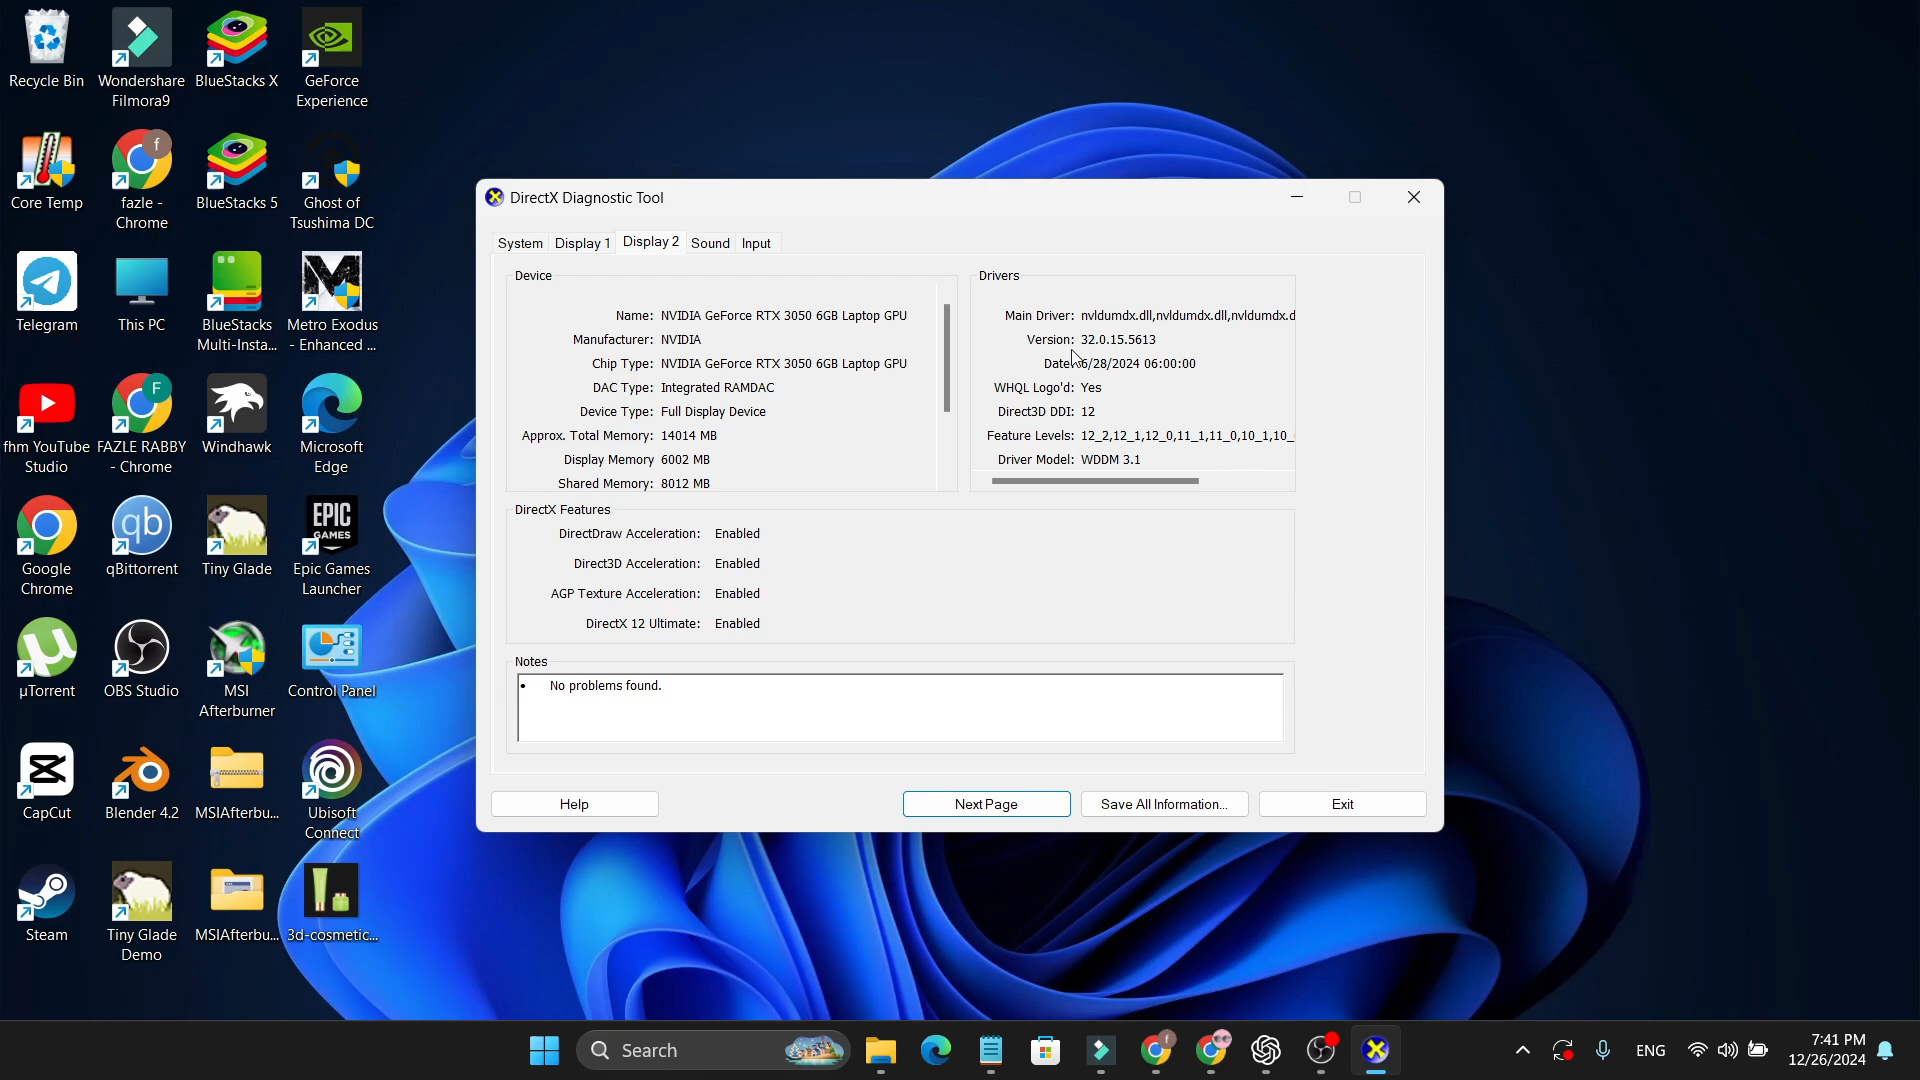 Recycle Bin
Wondershare
Filmora9
BlueStacks X
GeForce
Experience
Core Temp
f
fazle -
Chrome
BlueStacks 5
Ghost of
Tsushima DC
Telegram
This PC
BlueStacks
Multi-Insta...
Metro Exodus
- Enhanced ...
fhm YouTube
Studio
F
FAZLE RABBY
- Chrome
Windhawk
Microsoft
Edge
Google
Chrome
qb
qBittorrent
Tiny Glade
EPIC
GAMES
Epic Games
Launcher
µTorrent
OBS Studio
MSI
Afterburner
Control Panel
CapCut
Blender 4.2
MSIAfterbu...
Ubisoft
Connect
Steam
Tiny Glade
Demo
MSIAfterbu...
3d-cosmetic...
DirectX Diagnostic Tool
System
Display 1
Display 2
Sound
Input
Device
Name: NVIDIA GeForce RTX 3050 6GB Laptop GPU
Manufacturer: NVIDIA
Chip Type: NVIDIA GeForce RTX 3050 6GB Laptop GPU
DAC Type: Integrated RAMDAC
Device Type: Full Display Device
Approx. Total Memory: 14014 MB
Display Memory 6002 MB
Shared Memory: 8012 MB
Drivers
Main Driver: nvldumdx.dll,nvldumdx.dll,nvldumdx.d
Version: 32.0.15.5613
Date: 6/28/2024 06:00:00
WHQL Logo'd: Yes
Direct3D DDI: 12
Feature Levels: 12_2,12_1,12_0,11_1,11_0,10_1,10_
Driver Model: WDDM 3.1
DirectX Features
DirectDraw Acceleration: Enabled
Direct3D Acceleration: Enabled
AGP Texture Acceleration: Enabled
DirectX 12 Ultimate: Enabled
Notes
• No problems found.
Help
Next Page
Save All Information...
Exit
Search
f
ENG
7:41 PM
12/26/2024